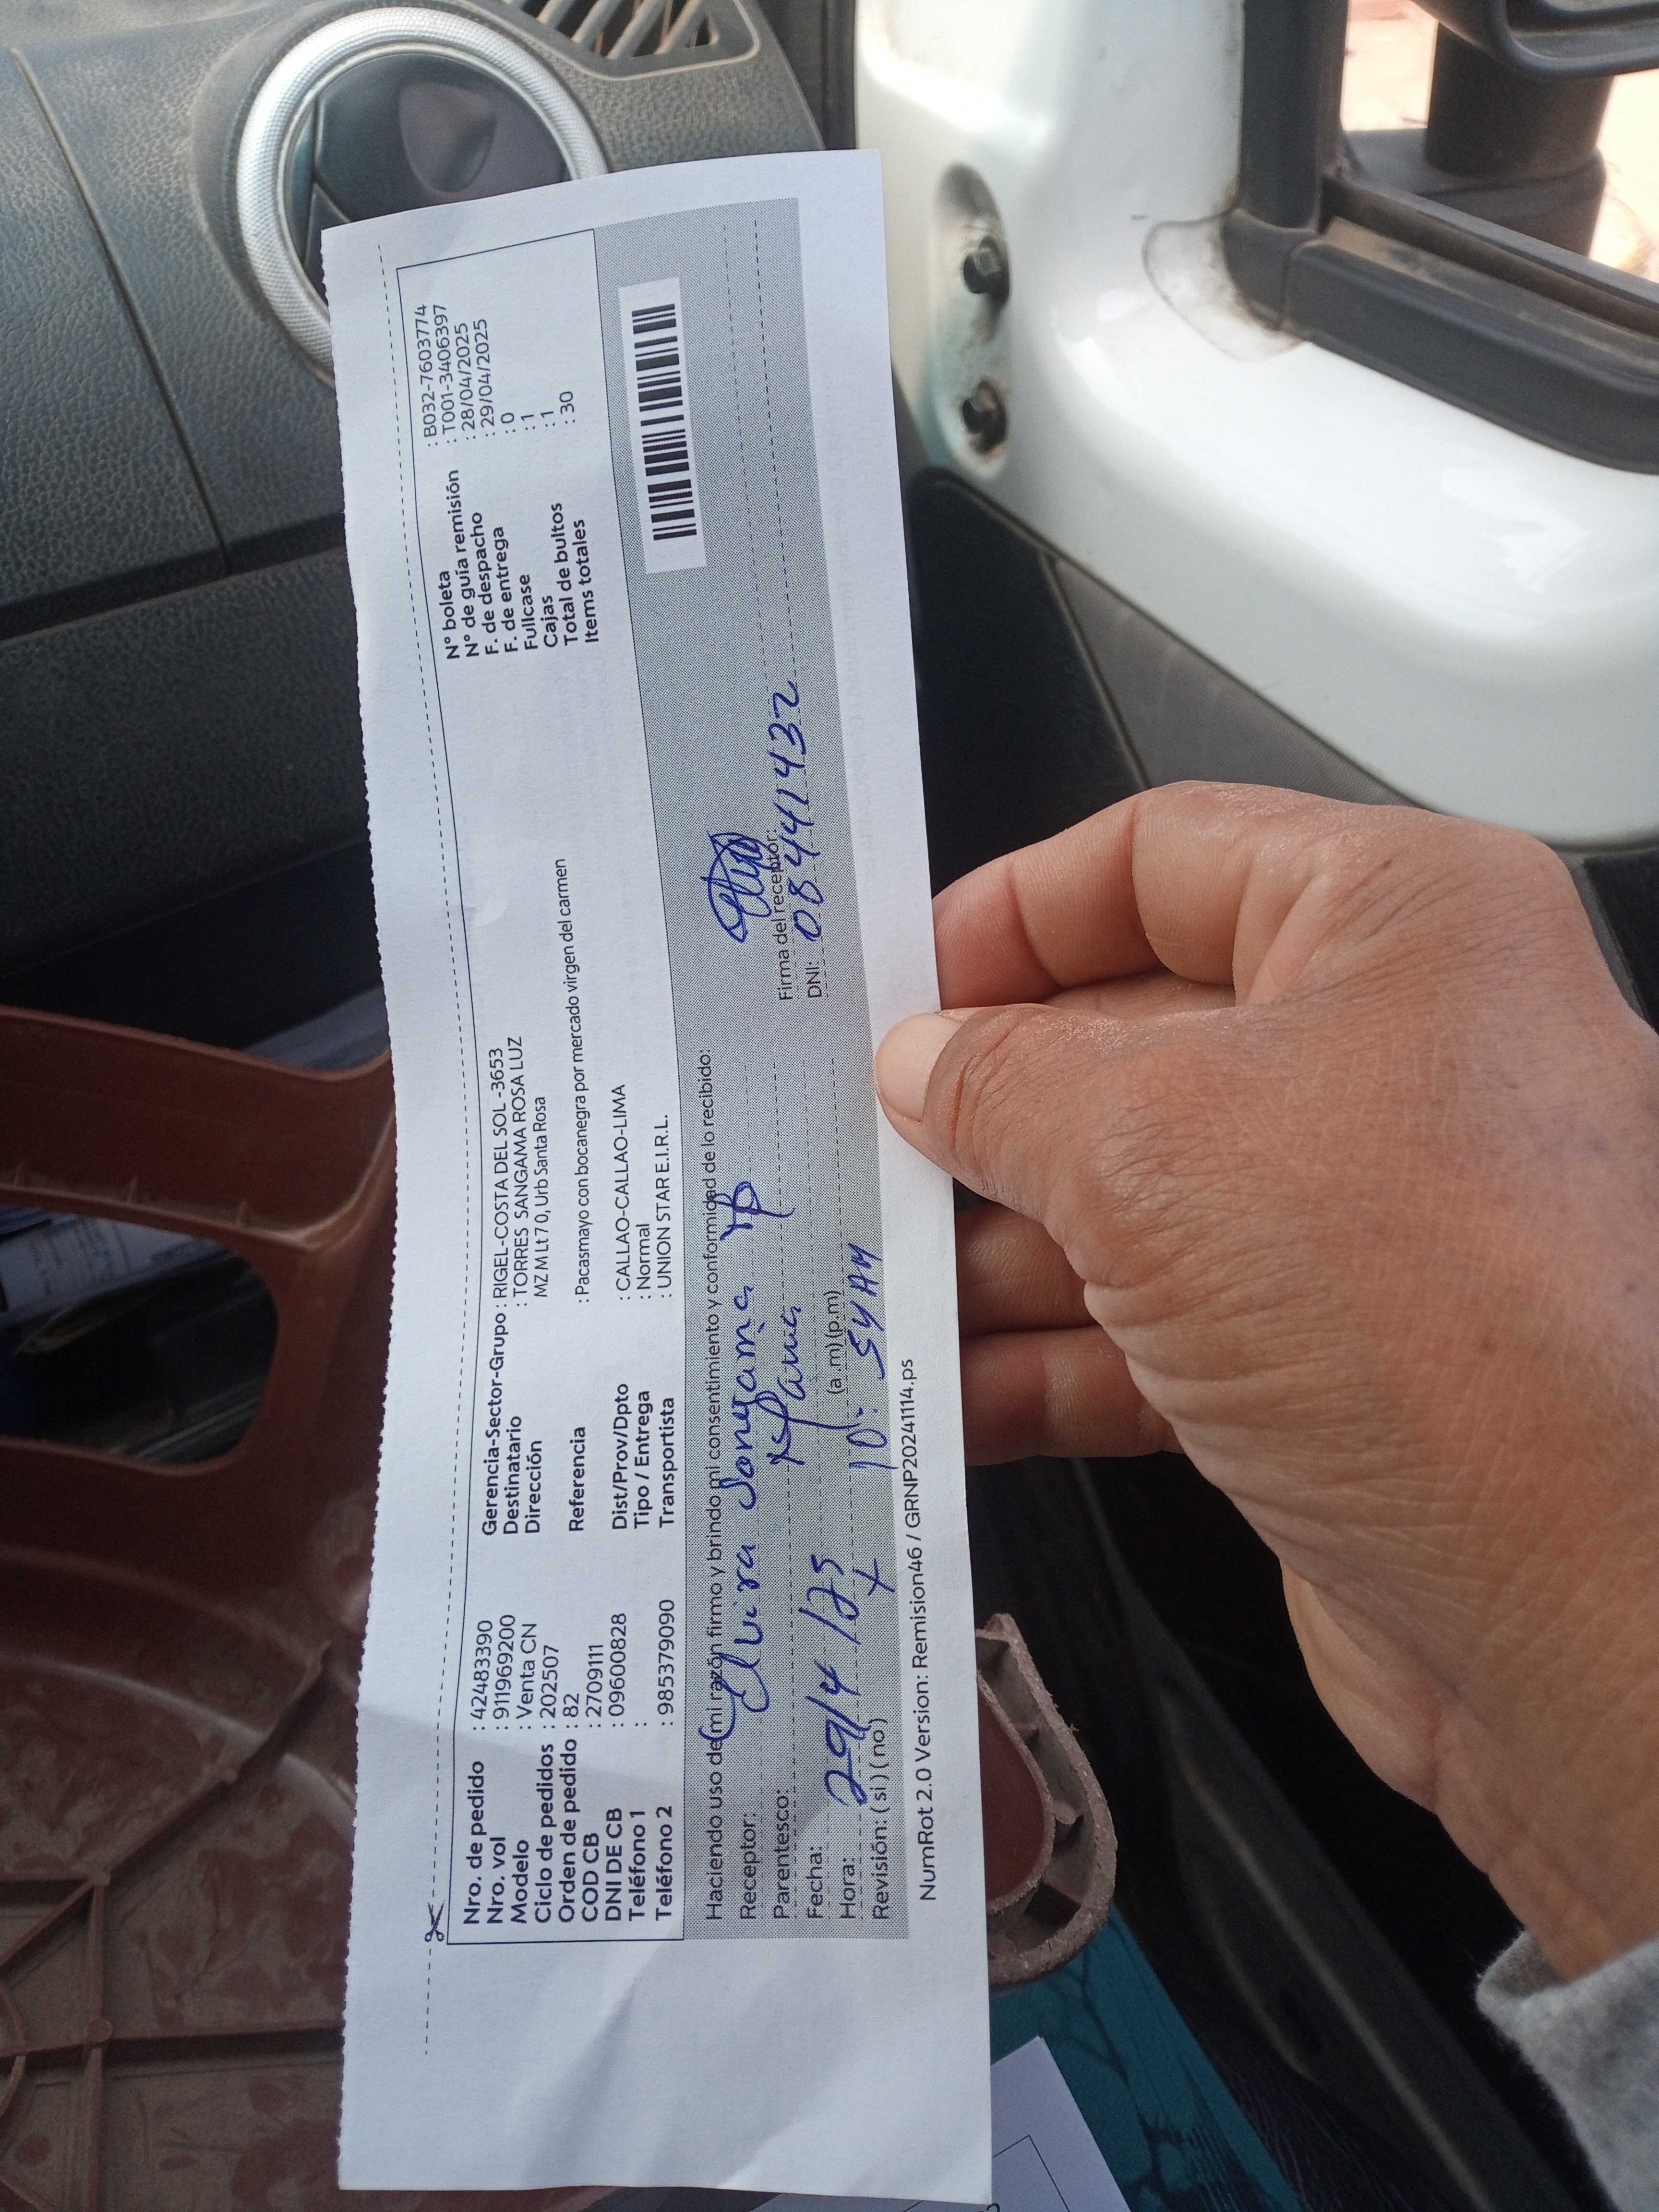 Nro. de pedido : 42483390
Nro. vol : 911969200
Modelo : Venta CN
Ciclo de pedidos : 202507
Orden de pedido : 82
COD CB : 2709111
DNI DE CB : 09600828
Teléfono 1 :
Teléfono 2 : 985379090
Gerencia-Sector-Grupo : RIGEL-COSTA DEL SOL -3653
Destinatario : TORRES SANGAMA ROSA LUZ
Dirección MZ M Lt 7 0, Urb Santa Rosa
Referencia : Pacasmayo con bocanegra por mercado virgen del carmen
Dist/Prov/Dpto : CALLAO-CALLAO-LIMA
Tipo / Entrega : Normal
Transportista : UNION STAR E.I.R.L.
N° boleta : B032-7603774
N° de guía remisión : T001-3406397
F. de despacho : 28/04/2025
F. de entrega : 29/04/2025
Fullcase : 0
Cajas : 1
Total de bultos : 1
Items totales : 30
Haciendo uso de mi razón firmo y brindo mi consentimiento y conformidad de lo recibido:
Receptor: Elvira Sangama
Parentesco:
Fecha: 29/4/25
Hora: (a .m) (p.m) 10: 54 AM
Revisión: ( si ) ( no)
Firma del receptor:
DNI: 08441432
NumRot 2.0 Version: Remision46 / GRNP20241114.ps